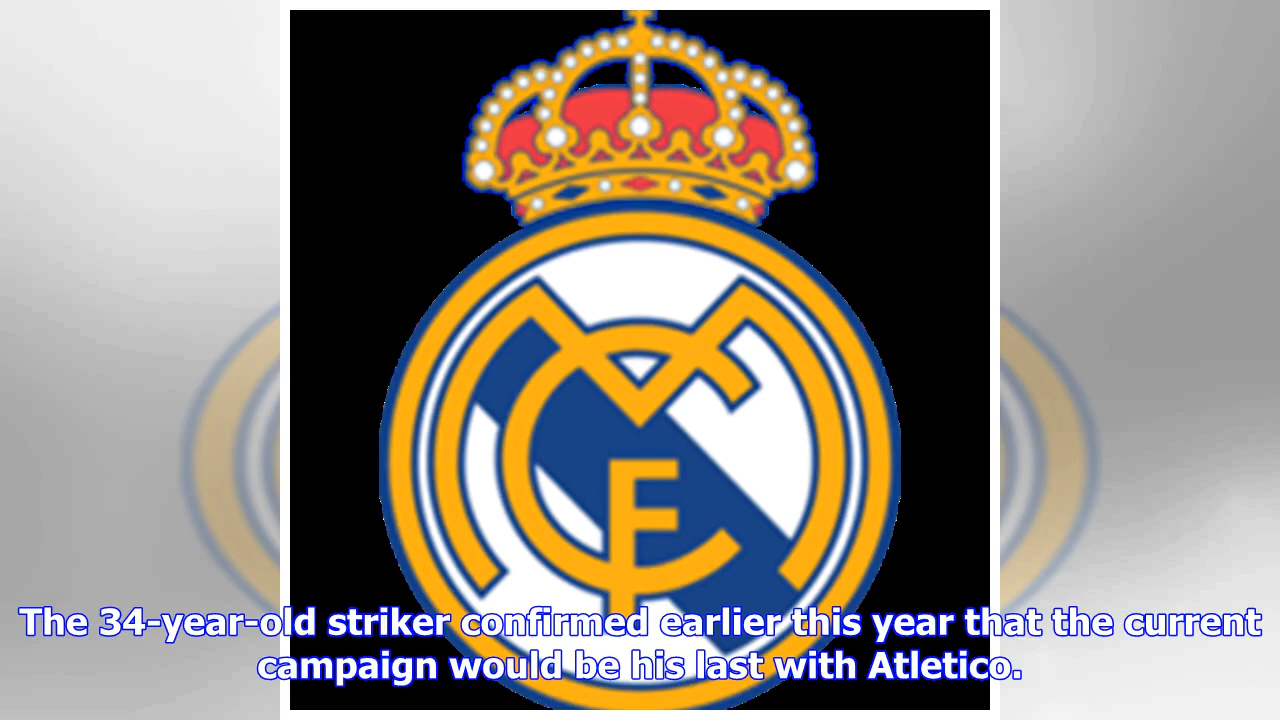 The 34-year-old striker confirmed earlier this year that the current
campaign would be his last with Atletico.